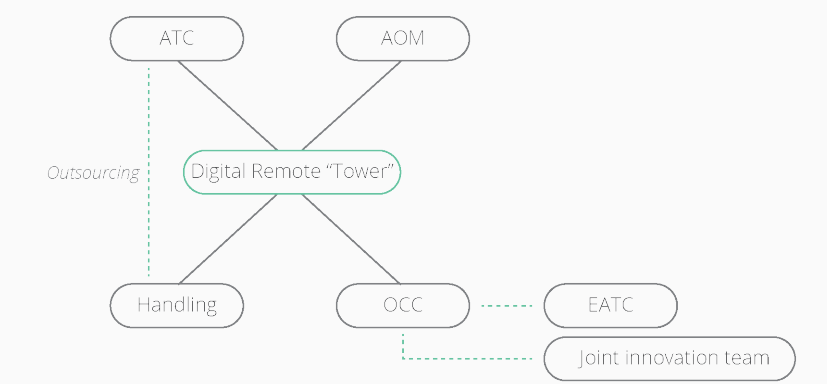 ATC
AOM
Outsourcing
Digital Remote “Tower”
Handling
OCC
EATC
Joint innovation team